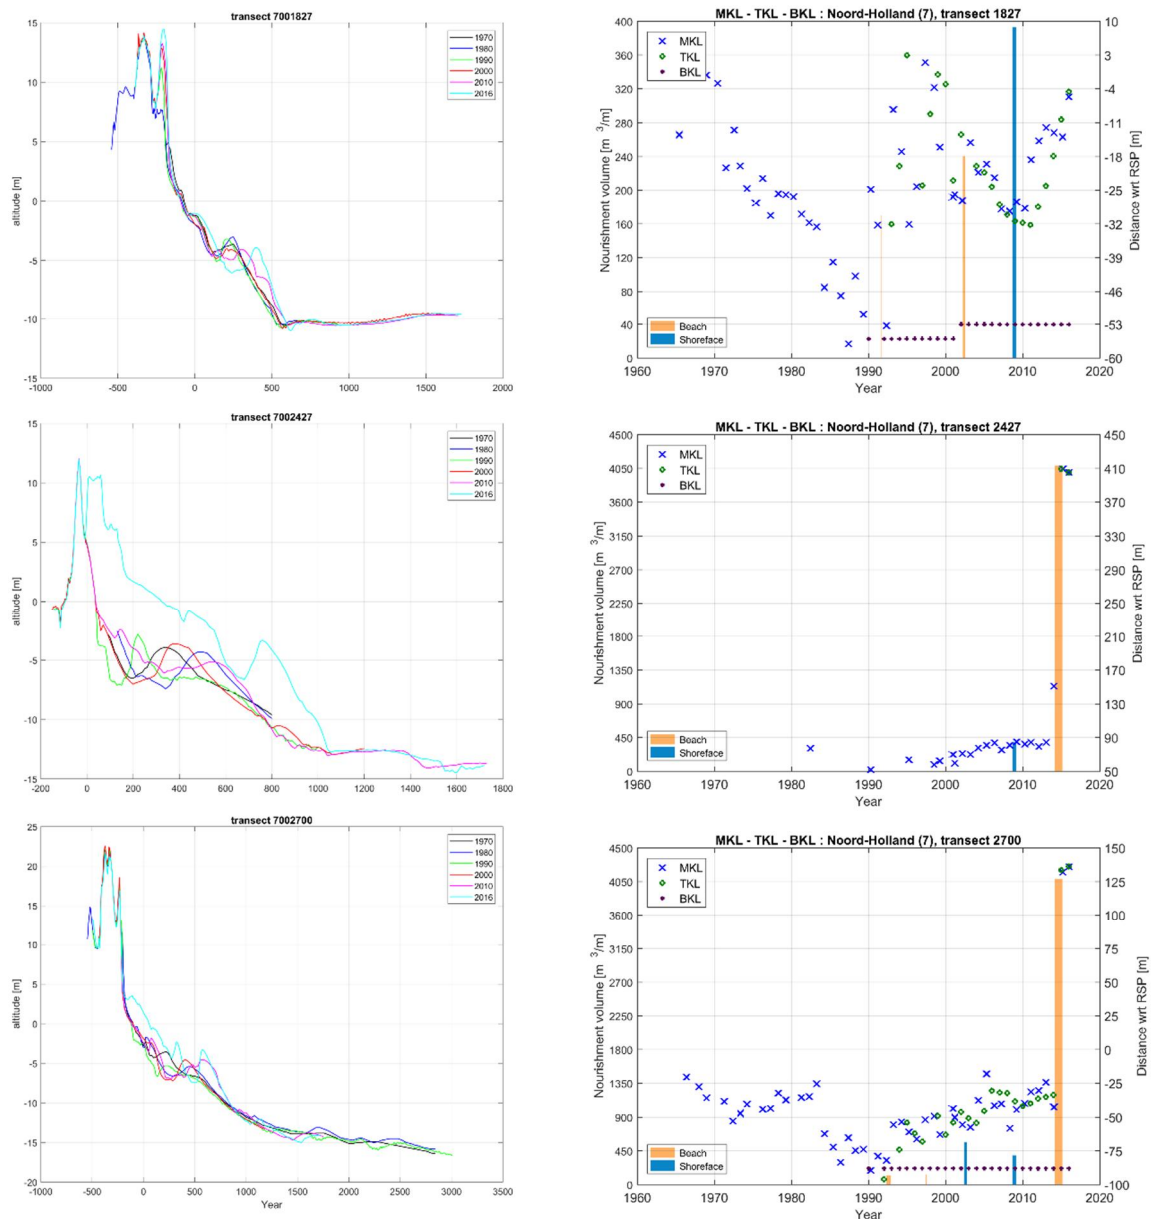 transect 7001827
15
10
5
0
-5
-10
-15
altitude [m]
-1000 -500 0 500 1000 1500 2000
1970
1980
1990
2000
2010
2016
MKL - TKL - BKL : Noord-Holland (7), transect 1827
400
360
320
280
240
200
160
120
80
40
0
Nourishment volume [m 3/m]
10
3
-4
-11
-18
-25
-32
-39
-46
-53
-60
Distance wrt RSP [m]
MKL
TKL
BKL
Beach
Shoreface
1960 1970 1980 1990 2000 2010 2020
Year
transect 7002427
15
10
5
0
-5
-10
-15
altitude [m]
-200 0 200 400 600 800 1000 1200 1400 1600 1800
1970
1980
1990
2000
2010
2016
MKL - TKL - BKL : Noord-Holland (7), transect 2427
4500
4050
3600
3150
2700
2250
1800
1350
900
450
0
Nourishment volume [m 3/m]
450
410
370
330
290
250
210
170
130
90
50
Distance wrt RSP [m]
MKL
TKL
BKL
Beach
Shoreface
1960 1970 1980 1990 2000 2010 2020
Year
transect 7002700
25
20
15
10
5
0
-5
-10
-15
-20
altitude [m]
-1000 -500 0 500 1000 1500 2000 2500 3000 3500
Year
1970
1980
1990
2000
2010
2016
MKL - TKL - BKL : Noord-Holland (7), transect 2700
4500
4050
3600
3150
2700
2250
1800
1350
900
450
0
Nourishment volume [m 3/m]
150
125
100
75
50
25
0
-25
-50
-75
-100
Distance wrt RSP [m]
MKL
TKL
BKL
Beach
Shoreface
1960 1970 1980 1990 2000 2010 2020
Year